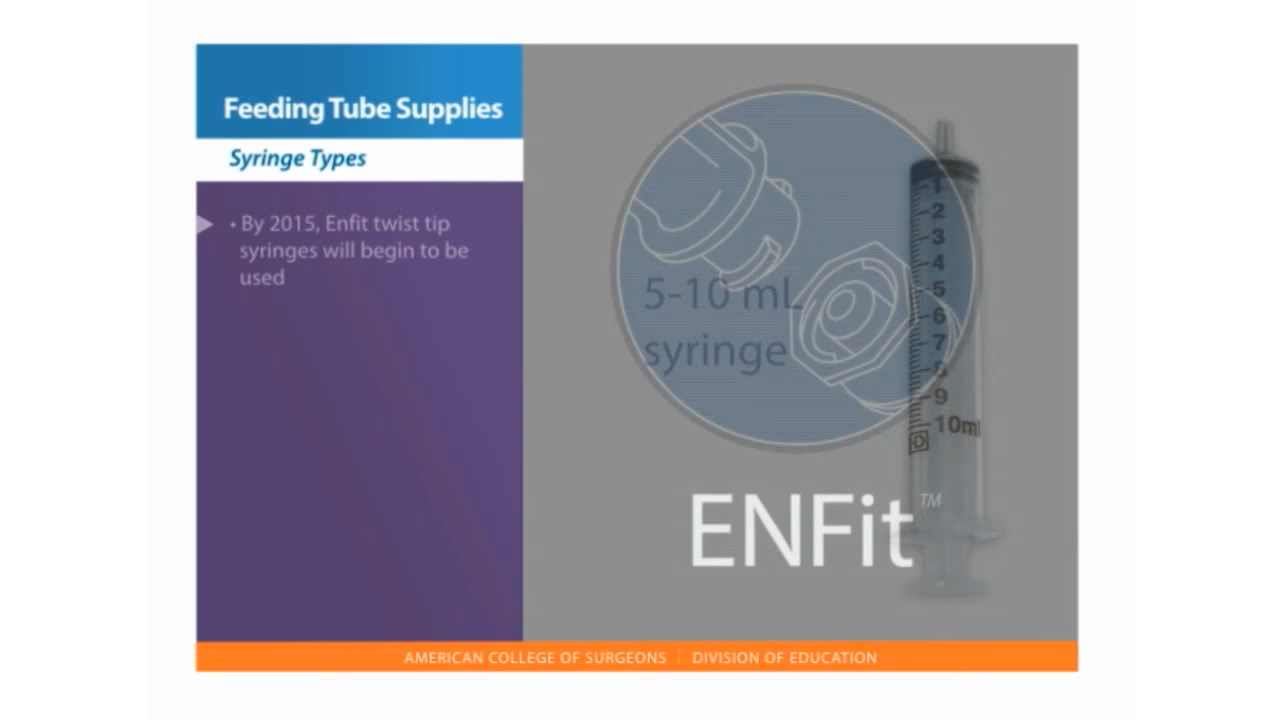 Feeding Tube Supplies
Syringe Types
• By 2015, Enfit twist tip
syringes will begin to be
used
5-10 mL
syringe
1
2
3
4
5
6
7
8
9
10ml
ENFit™
AMERICAN COLLEGE OF SURGEONS | DIVISION OF EDUCATION